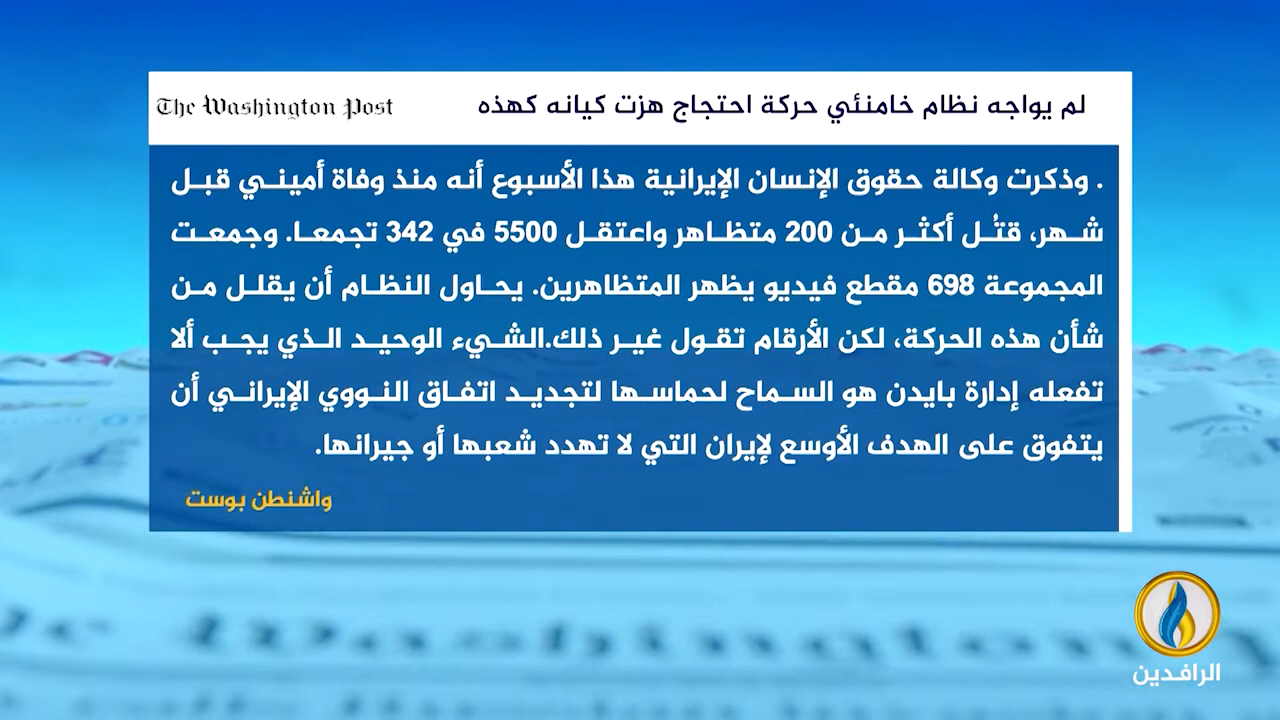 لم يواجه نظام خامنئي حركة احتجاج هزت كيانه كهذه
The Washington Post
. وذكرت وكالة حقوق الإنسان الإيرانية هذا الأسبوع أنه منذ وفاة أميني قبل
شهر، قتُل أكثر من 200 متظاهر واعتقل 5500 في 342 تجمعا. وجمعت
المجموعة 698 مقطع فيديو يظهر المتظاهرين. يحاول النظام أن يقلل من
شأن هذه الحركة، لكن الأرقام تقول غير ذلك.الشيء الوحيد الذي يجب ألا
تفعله إدارة بايدن هو السماح لحماسها لتجديد اتفاق النووي الإيراني أن
يتفوق على الهدف الأوسع لإيران التي لا تهدد شعبها أو جيرانها.
واشنطن بوست
الرافدين